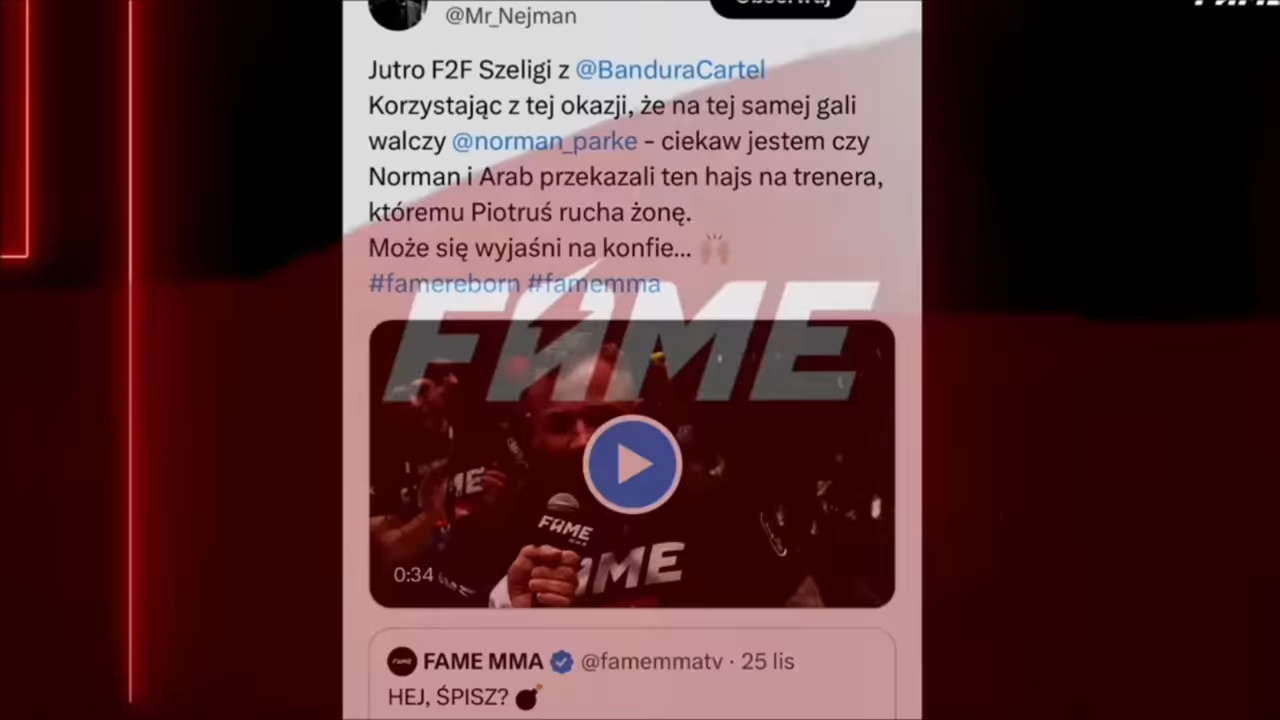 FAME
@Mr_Nejman
Obserwuj
Jutro F2F Szeligi z @BanduraCartel
Korzystając z tej okazji, że na tej samej gali
walczy @norman_parke - ciekaw jestem czy
Norman i Arab przekazali ten hajs na trenera,
któremu Piotruś rucha żonę.
Może się wyjaśni na konfie... 🙌
#famereborn #famemma
FAME
FAME
FAME
0:34
FAME MMA @famemmatv · 25 lis
HEJ, ŚPISZ? 💣